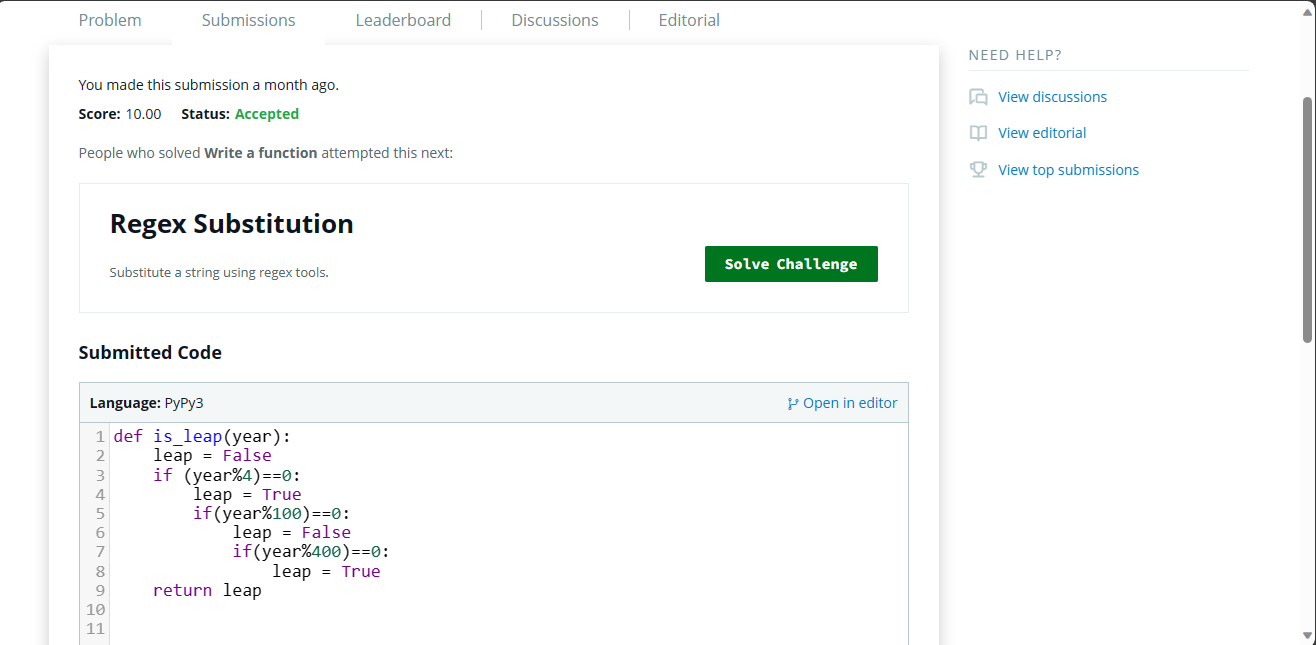 Problem Submissions Leaderboard Discussions Editorial
You made this submission a month ago.
Score: 10.00 Status: Accepted
People who solved Write a function attempted this next:
Regex Substitution
Substitute a string using regex tools.
Solve Challenge
Submitted Code
Language: PyPy3 Open in editor
1 def is_leap(year):
2     leap = False
3     if (year%4)==0:
4         leap = True
5         if(year%100)==0:
6             leap = False
7             if(year%400)==0:
8                 leap = True
9     return leap
10
11
NEED HELP?
View discussions
View editorial
View top submissions